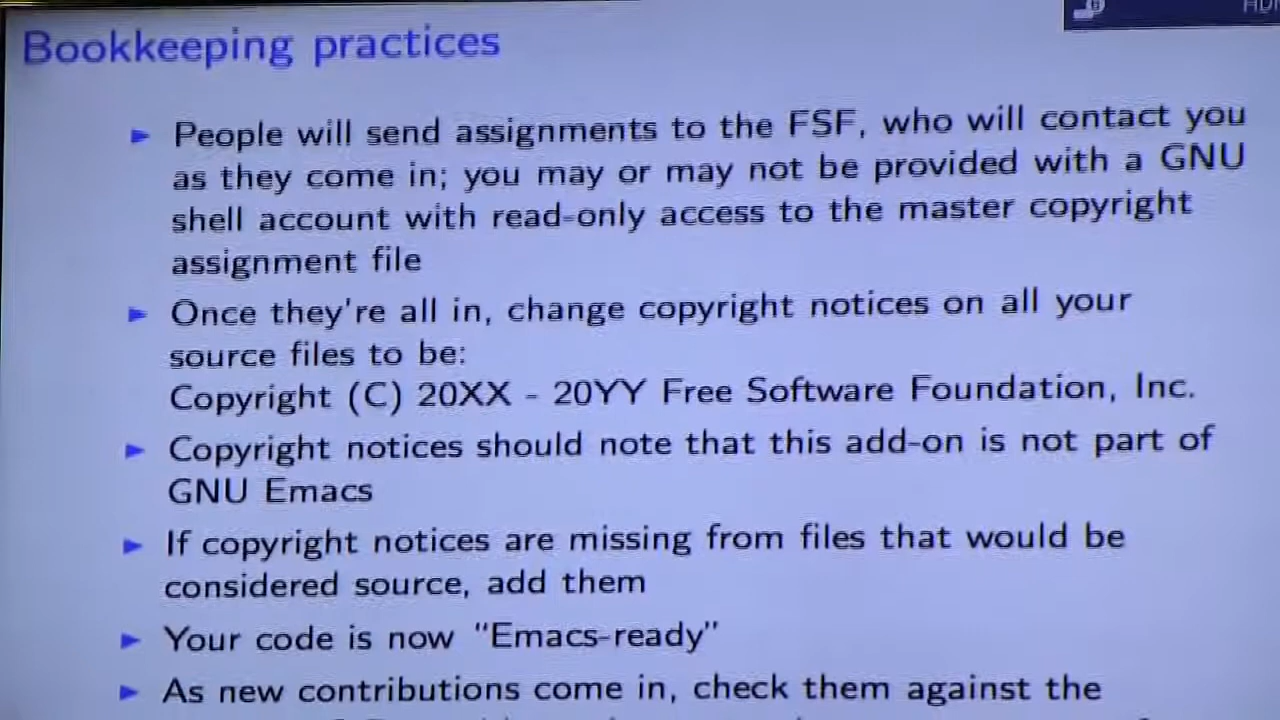 Bookkeeping practices
People will send assignments to the FSF, who will contact you
as they come in; you may or may not be provided with a GNU
shell account with read-only access to the master copyright
assignment file
Once they're all in, change copyright notices on all your
source files to be:
Copyright (C) 20XX - 20YY Free Software Foundation, Inc.
Copyright notices should note that this add-on is not part of
GNU Emacs
If copyright notices are missing from files that would be
considered source, add them
Your code is now "Emacs-ready"
As new contributions come in, check them against the